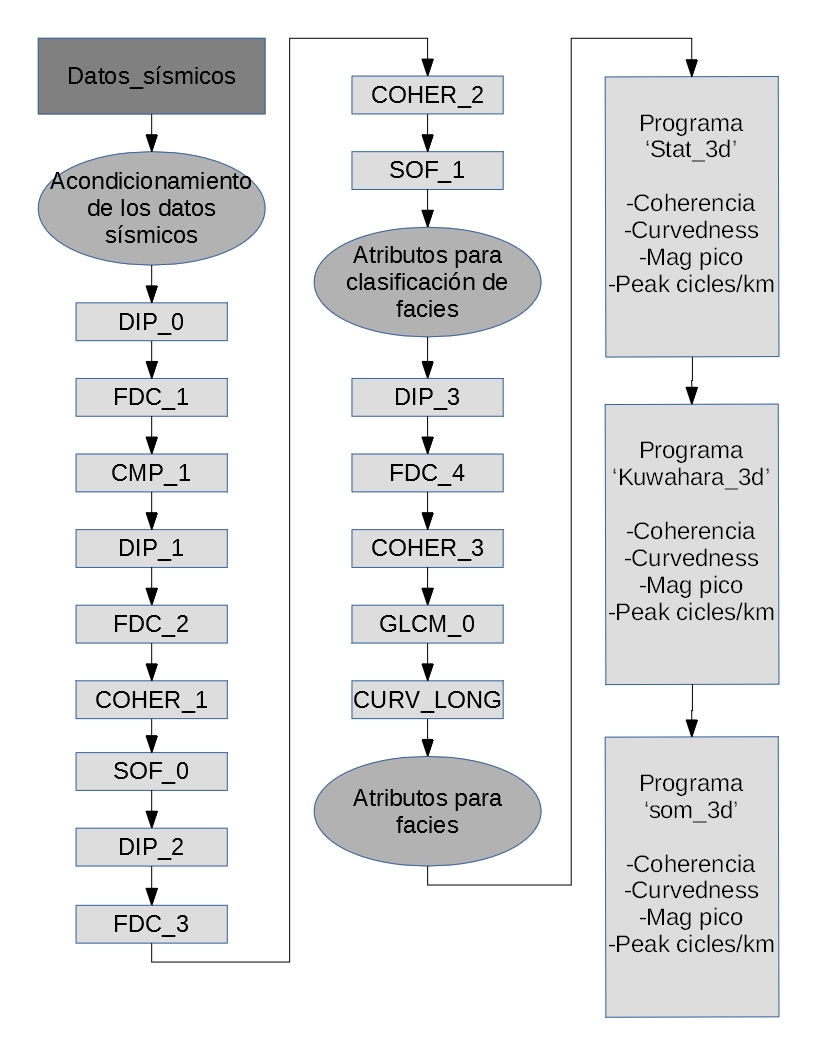 Datos_sísmicos
Acondicionamiento
de los datos
sísmicos
DIP_0
FDC_1
CMP_1
DIP_1
FDC_2
COHER_1
SOF_0
DIP_2
FDC_3
COHER_2
SOF_1
Atributos para
clasificación de
facies
DIP_3
FDC_4
COHER_3
GLCM_0
CURV_LONG
Atributos para
facies
Programa
‘Stat_3d’
-Coherencia
-Curvedness
-Mag pico
-Peak cicles/km
Programa
‘Kuwahara_3d’
-Coherencia
-Curvedness
-Mag pico
-Peak cicles/km
Programa
‘som_3d’
-Coherencia
-Curvedness
-Mag pico
-Peak cicles/km